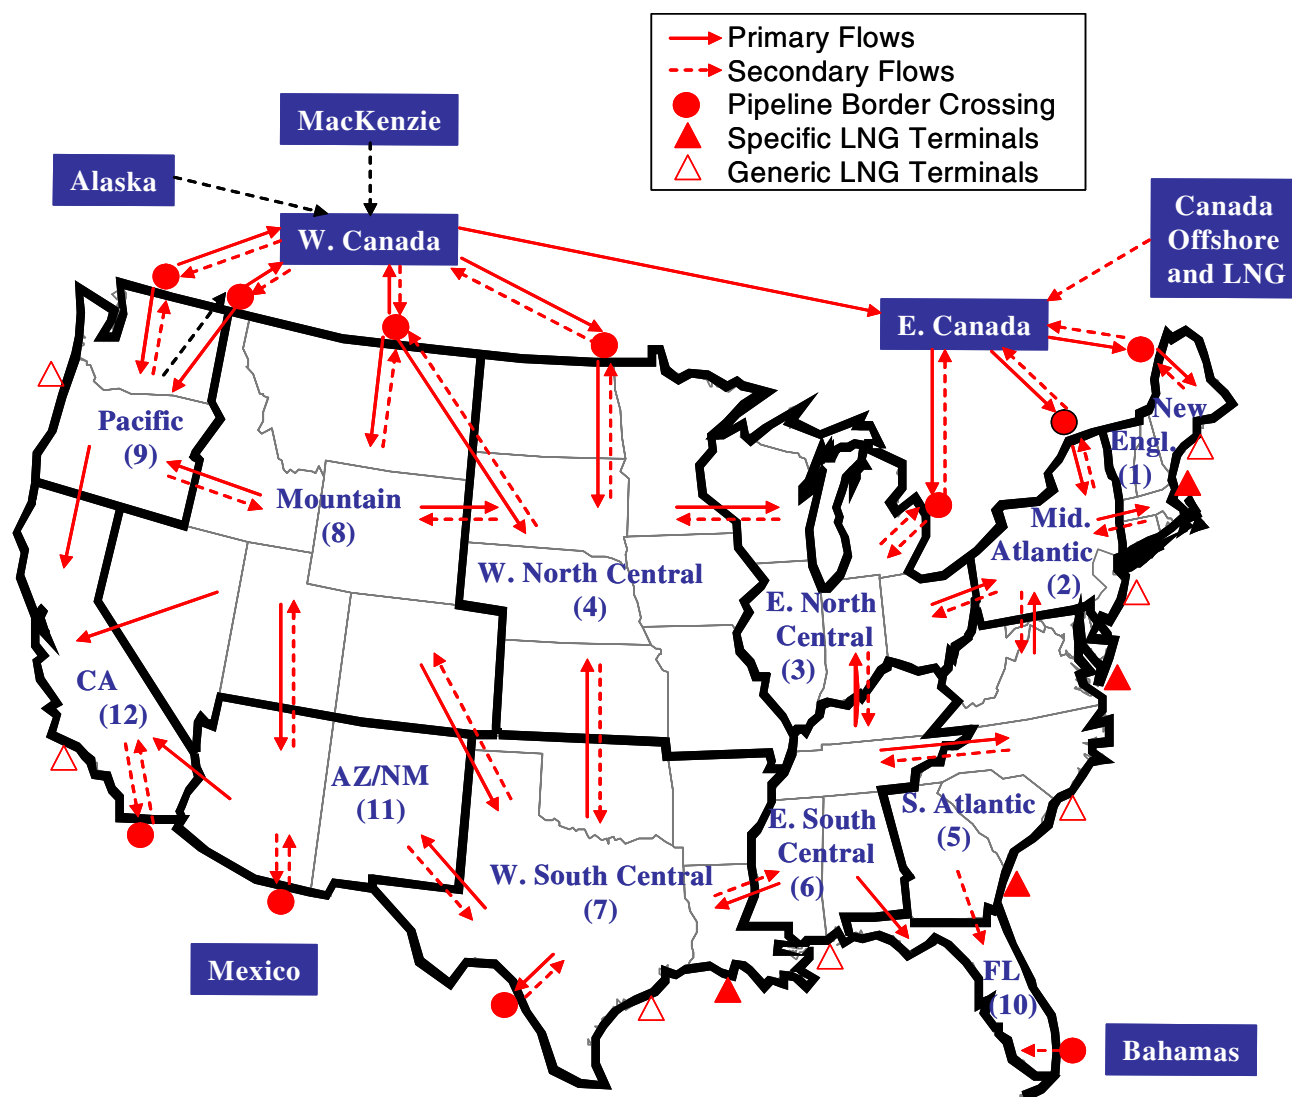 Primary Flows
Secondary Flows
Pipeline Border Crossing
Specific LNG Terminals
Generic LNG Terminals
MacKenzie
Alaska
W. Canada
Canada
Offshore
and LNG
E. Canada
Pacific
(9)
New
Engl.
(1)
Mountain
(8)
Mid.
Atlantic
(2)
W. North Central
(4)
E. North
Central
(3)
CA
(12)
AZ/NM
(11)
S. Atlantic
(5)
E. South
Central
(6)
W. South Central
(7)
Mexico
FL
(10)
Bahamas